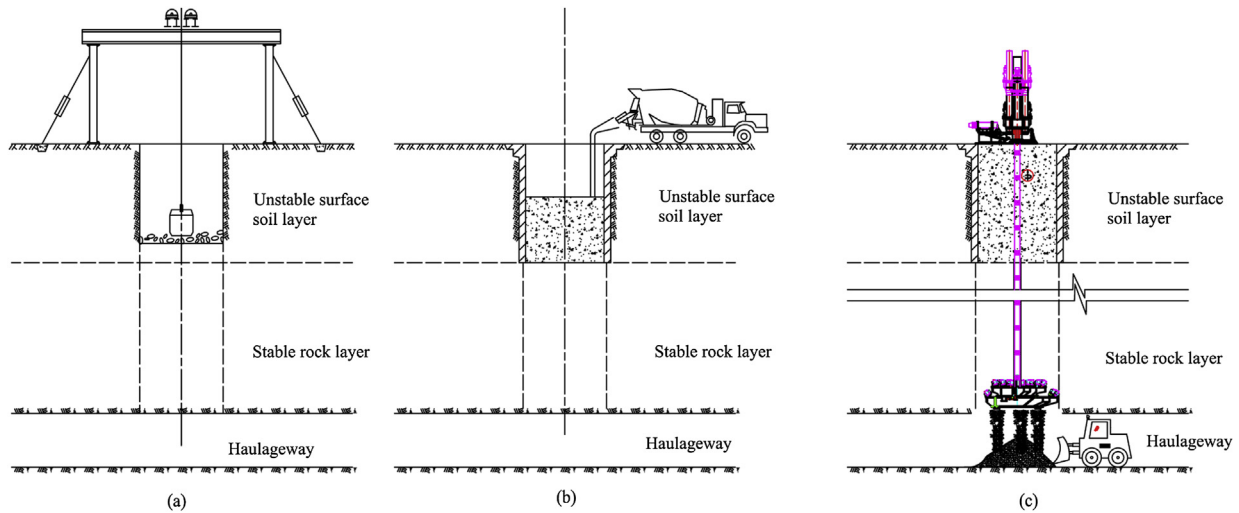 Unstable surface
soil layer
Stable rock layer
Haulageway
(a)
Unstable surface
soil layer
Stable rock layer
Haulageway
(b)
Unstable surface
soil layer
Stable rock layer
Haulageway
(c)